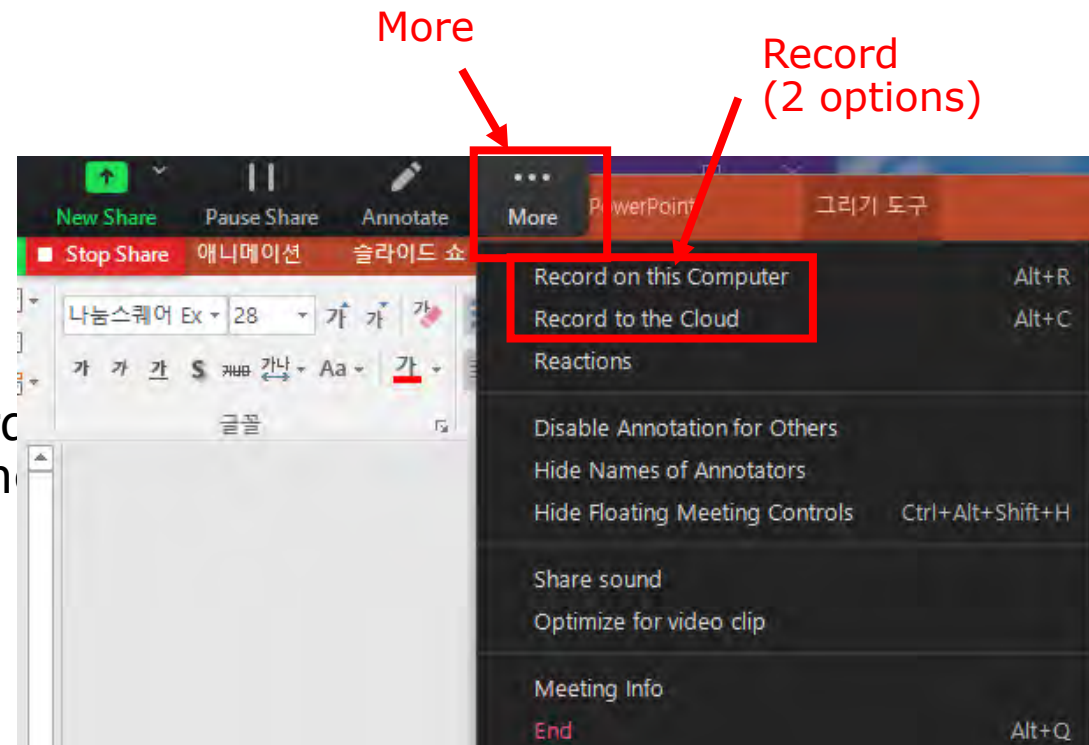 More
Record
(2 options)
New Share Pause Share Annotate More PowerPoint 그리기 도구
Stop Share 애니메이션 슬라이드 쇼
나눔스퀘어 Ex 28 가 가 가
가 가 가 S 가나 Aa 가
글꼴
Record on this Computer Alt+R
Record to the Cloud Alt+C
Reactions
Disable Annotation for Others
Hide Names of Annotators
Hide Floating Meeting Controls Ctrl+Alt+Shift+H
Share sound
Optimize for video clip
Meeting Info
End Alt+Q